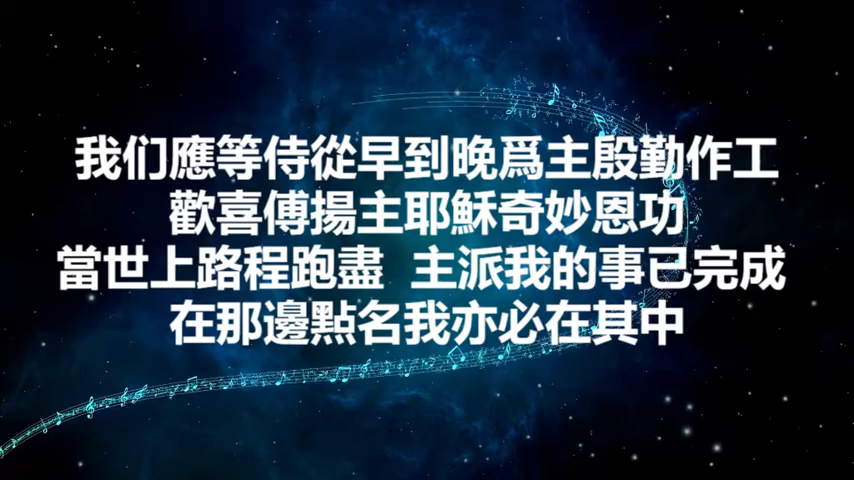 我们應等侍從早到晚爲主殷勤作工
歡喜傅揚主耶穌奇妙恩功
當世上路程跑盡 主派我的事已完成
在那邊點名我亦必在其中